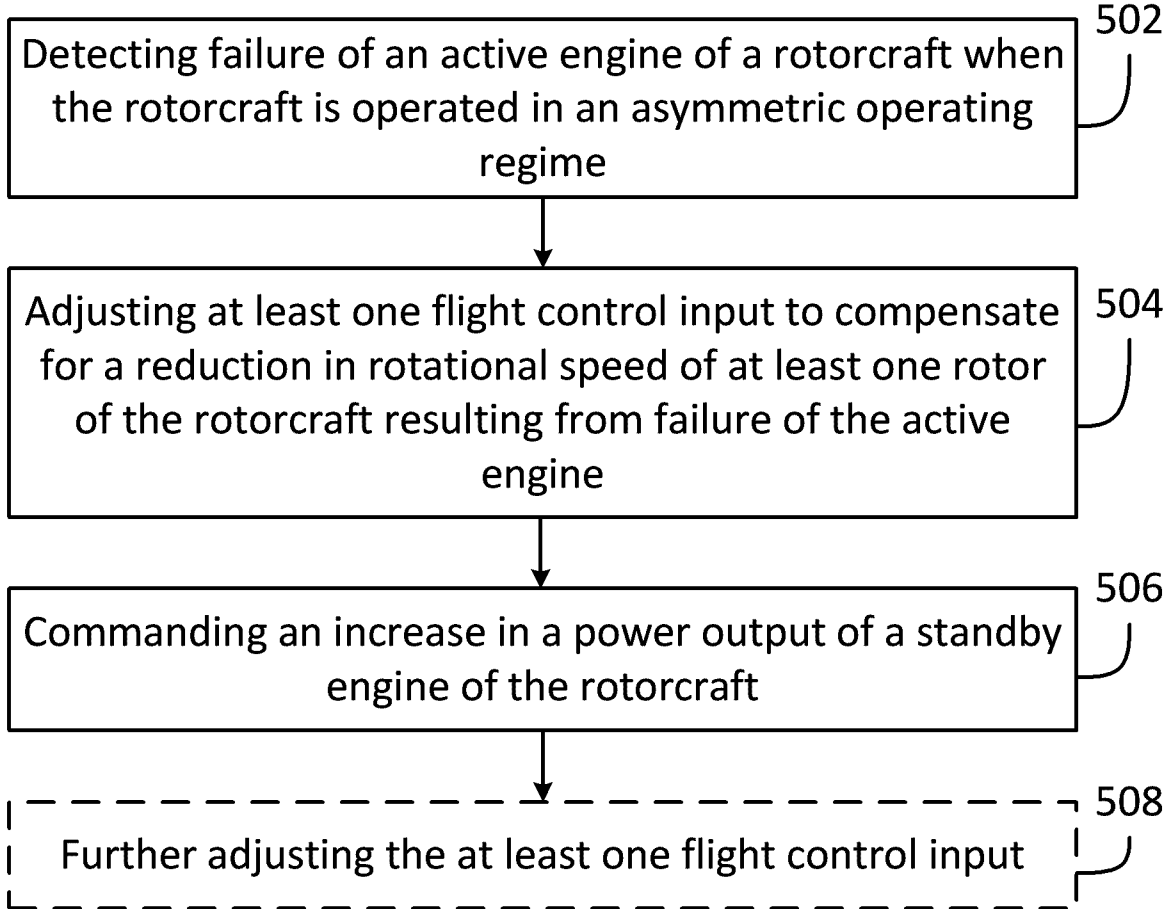 502
Detecting failure of an active engine of a rotorcraft when
the rotorcraft is operated in an asymmetric operating
regime
504
Adjusting at least one flight control input to compensate
for a reduction in rotational speed of at least one rotor
of the rotorcraft resulting from failure of the active
engine
506
Commanding an increase in a power output of a standby
engine of the rotorcraft
508
Further adjusting the at least one flight control input